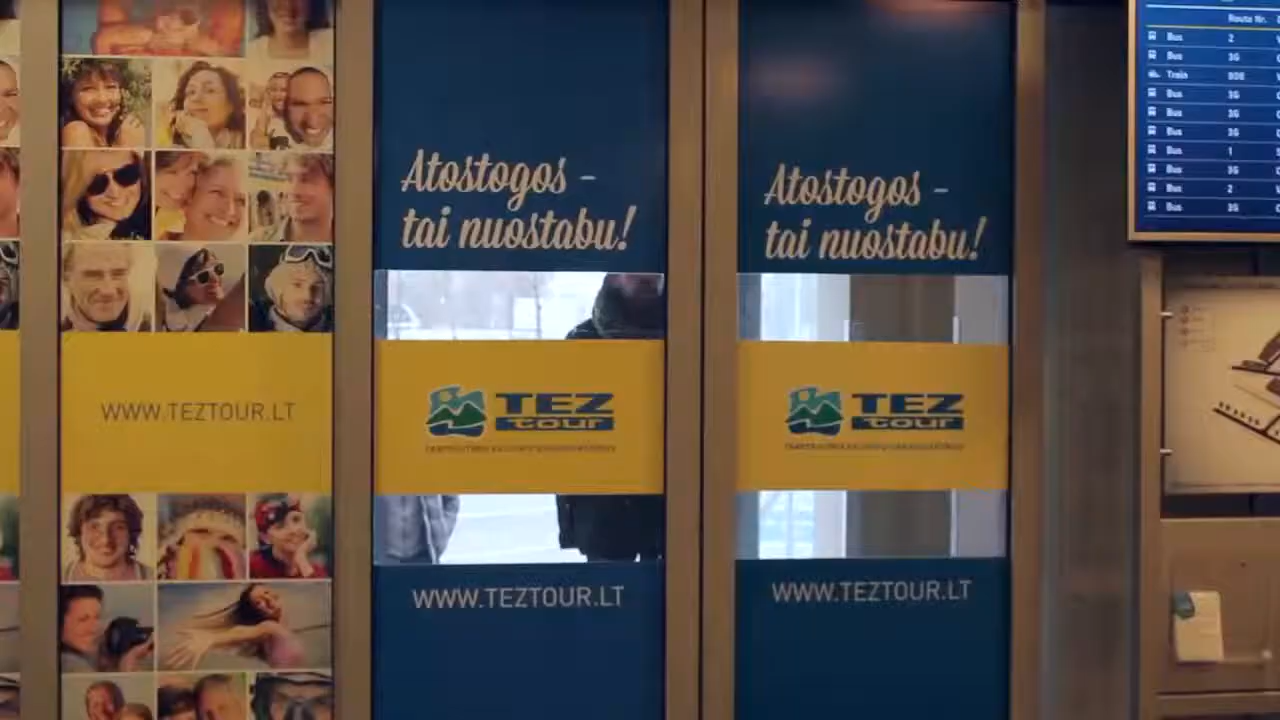 WWW.TEZTOUR.LT
Atostogos -
tai nuostabu!
TEZ
tour
WWW.TEZTOUR.LT
Atostogos -
tai nuostabu!
TEZ
tour
WWW.TEZTOUR.LT
Route Nr.
Bus 2
Bus 3G
Train
Bus 3G
Bus 3G
Bus 3G
Bus 1
Bus 3G
Bus 2
Bus 3G